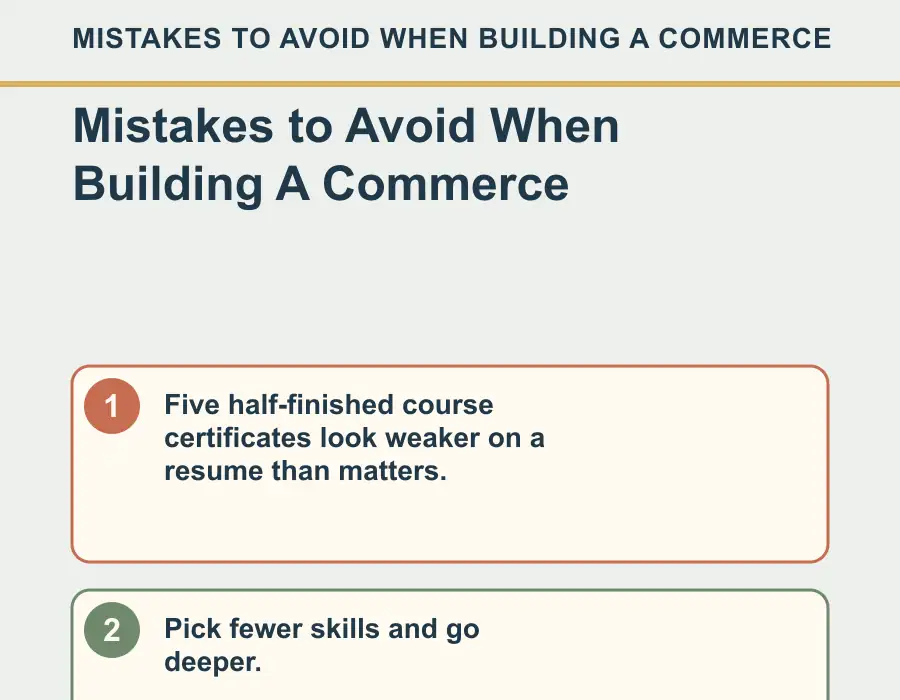 MISTAKES TO AVOID WHEN BUILDING A COMMERCE
Mistakes to Avoid When
Building A Commerce
1
Five half-finished course
certificates look weaker on a
resume than matters.
2
Pick fewer skills and go
deeper.